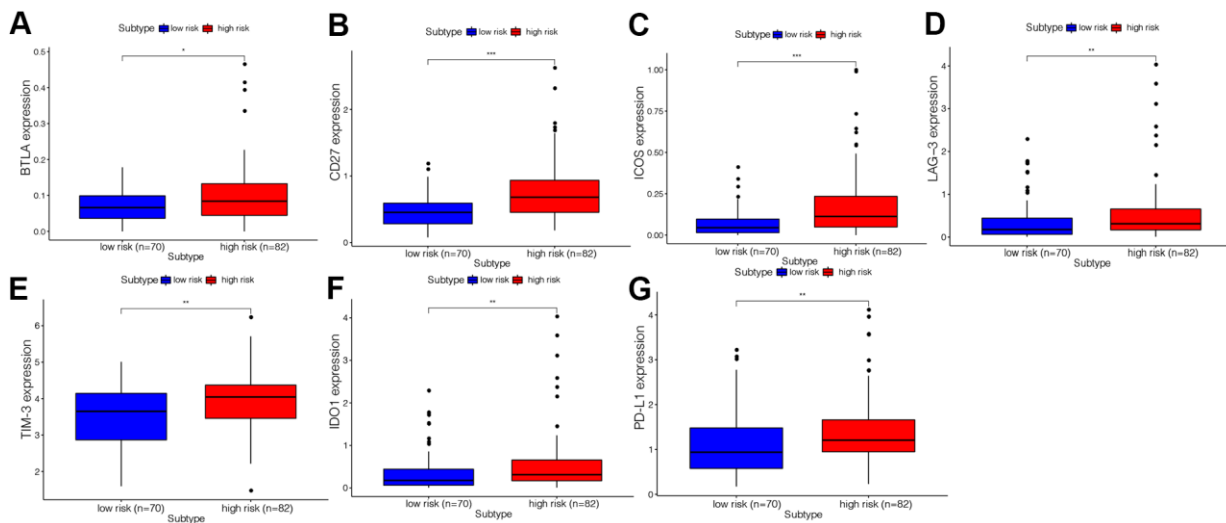 A
Subtype low risk high risk
*
BTLA expression
0.5
0.4
0.3
0.2
0.1
0.0
low risk (n=70) high risk (n=82)
Subtype
B
Subtype low risk high risk
***
CD27 expression
2
1
0
low risk (n=70) high risk (n=82)
Subtype
C
Subtype low risk high risk
***
ICOS expression
1.00
0.75
0.50
0.25
0.00
low risk (n=70) high risk (n=82)
Subtype
D
Subtype low risk high risk
**
LAG-3 expression
4
3
2
1
0
low risk (n=70) high risk (n=82)
Subtype
E
Subtype low risk high risk
**
TIM-3 expression
6
5
4
3
2
low risk (n=70) high risk (n=82)
Subtype
F
Subtype low risk high risk
**
IDO1 expression
4
3
2
1
0
low risk (n=70) high risk (n=82)
Subtype
G
Subtype low risk high risk
**
PD-L1 expression
4
3
2
1
0
low risk (n=70) high risk (n=82)
Subtype